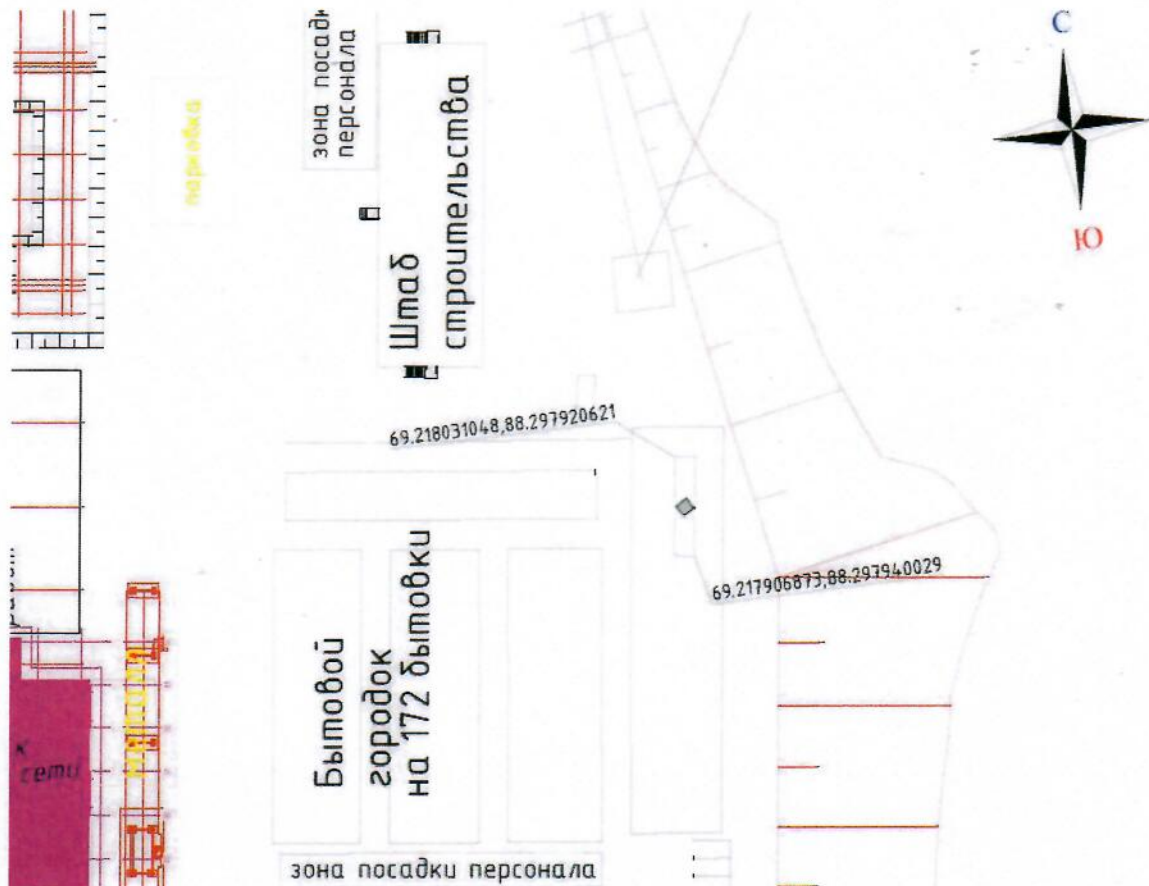 С
Ю
зона посадк
персонала
парковка
Штаб
строительства
69.218031048,88.297920621
69.217906873,88.297940029
Бытовой
городок
на 172 бытовки
к
сети
зона посадки персонала